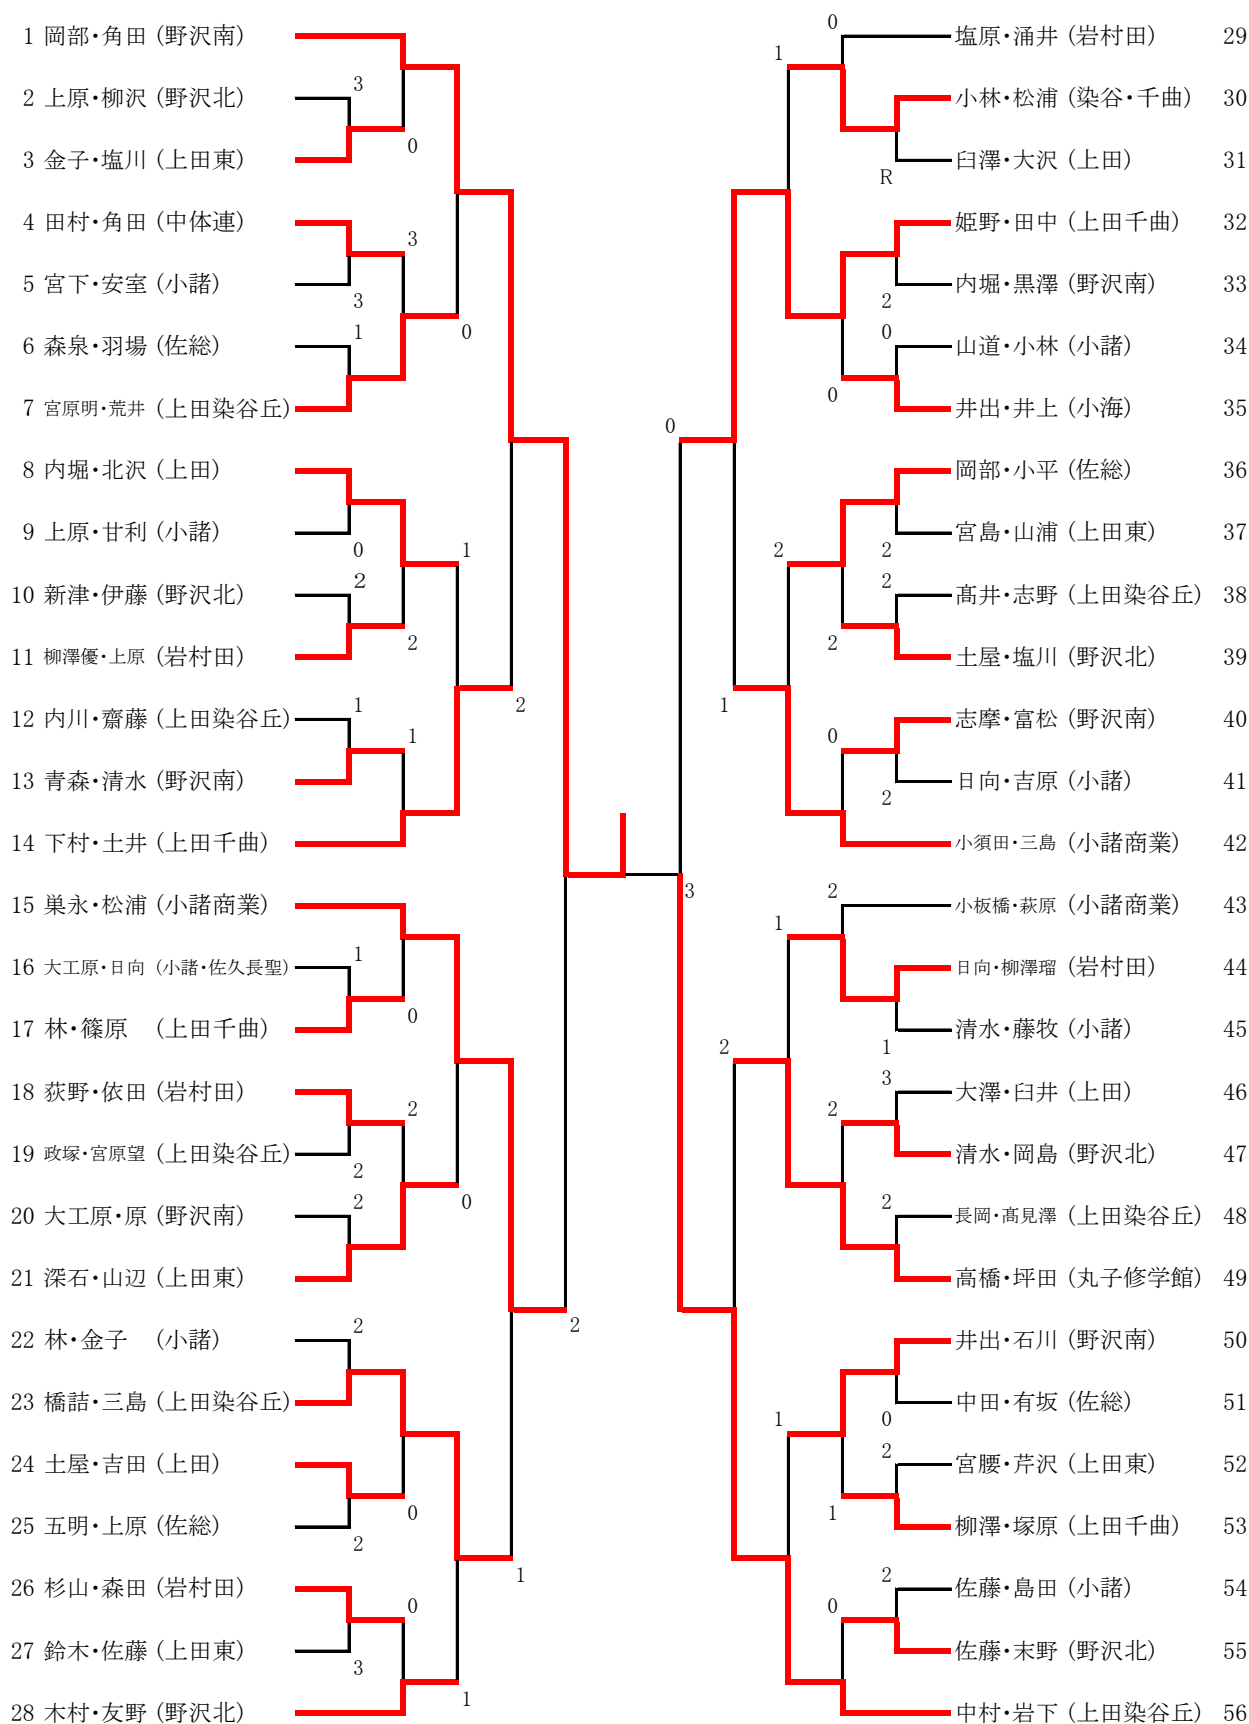 1 岡部・角田 (野沢南)
2 上原・柳沢 (野沢北)
3 金子・塩川 (上田東)
4 田村・角田 (中体連)
5 宮下・安室 (小諸)
6 森泉・羽場 (佐総)
7 宮原明・荒井 (上田染谷丘)
8 内堀・北沢 (上田)
9 上原・甘利 (小諸)
10 新津・伊藤 (野沢北)
11 柳澤優・上原 (岩村田)
12 内川・齋藤 (上田染谷丘)
13 青森・清水 (野沢南)
14 下村・土井 (上田千曲)
15 巣永・松浦 (小諸商業)
16 大工原・日向 (小諸・佐久長聖)
17 林・篠原 (上田千曲)
18 荻野・依田 (岩村田)
19 政塚・宮原望 (上田染谷丘)
20 大工原・原 (野沢南)
21 深石・山辺 (上田東)
22 林・金子 (小諸)
23 橋詰・三島 (上田染谷丘)
24 土屋・吉田 (上田)
25 五明・上原 (佐総)
26 杉山・森田 (岩村田)
27 鈴木・佐藤 (上田東)
28 木村・友野 (野沢北)
3
0
3
3
1
0
0
1
2
2
1
1
2
1
0
2
2
2
0
2
2
0
2
0
3
1
1
2
0
3
0
1
R
2
0
0
2
2
2
2
0
2
1
2
1
1
3
2
2
2
0
2
1
1
2
0
塩原・涌井 (岩村田) 29
小林・松浦 (染谷・千曲) 30
臼澤・大沢 (上田) 31
姫野・田中 (上田千曲) 32
内堀・黒澤 (野沢南) 33
山道・小林 (小諸) 34
井出・井上 (小海) 35
岡部・小平 (佐総) 36
宮島・山浦 (上田東) 37
髙井・志野 (上田染谷丘) 38
土屋・塩川 (野沢北) 39
志摩・富松 (野沢南) 40
日向・吉原 (小諸) 41
小須田・三島 (小諸商業) 42
小板橋・萩原 (小諸商業) 43
日向・柳澤瑠 (岩村田) 44
清水・藤牧 (小諸) 45
大澤・臼井 (上田) 46
清水・岡島 (野沢北) 47
長岡・髙見澤 (上田染谷丘) 48
高橋・坪田 (丸子修学館) 49
井出・石川 (野沢南) 50
中田・有坂 (佐総) 51
宮腰・芹沢 (上田東) 52
柳澤・塚原 (上田千曲) 53
佐藤・島田 (小諸) 54
佐藤・末野 (野沢北) 55
中村・岩下 (上田染谷丘) 56